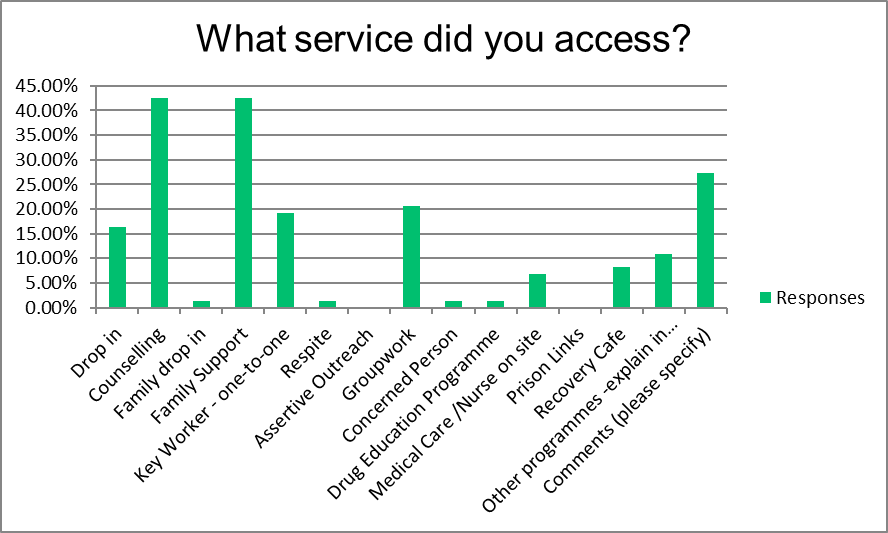 What service did you access?
45.00%
40.00%
35.00%
30.00%
25.00%
20.00%
15.00%
10.00%
5.00%
0.00%
Drop in
Counselling
Family drop in
Family Support
Key Worker - one-to-one
Respite
Assertive Outreach
Groupwork
Concerned Person
Drug Education Programme
Medical Care /Nurse on site
Prison Links
Recovery Cafe
Other programmes -explain in...
Comments (please specify)
Responses